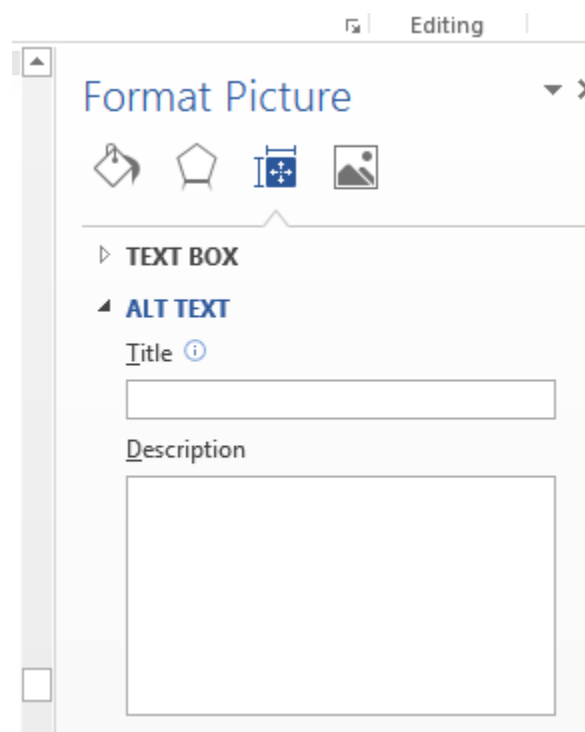 Editing
Format Picture
TEXT BOX
ALT TEXT
Title
Description